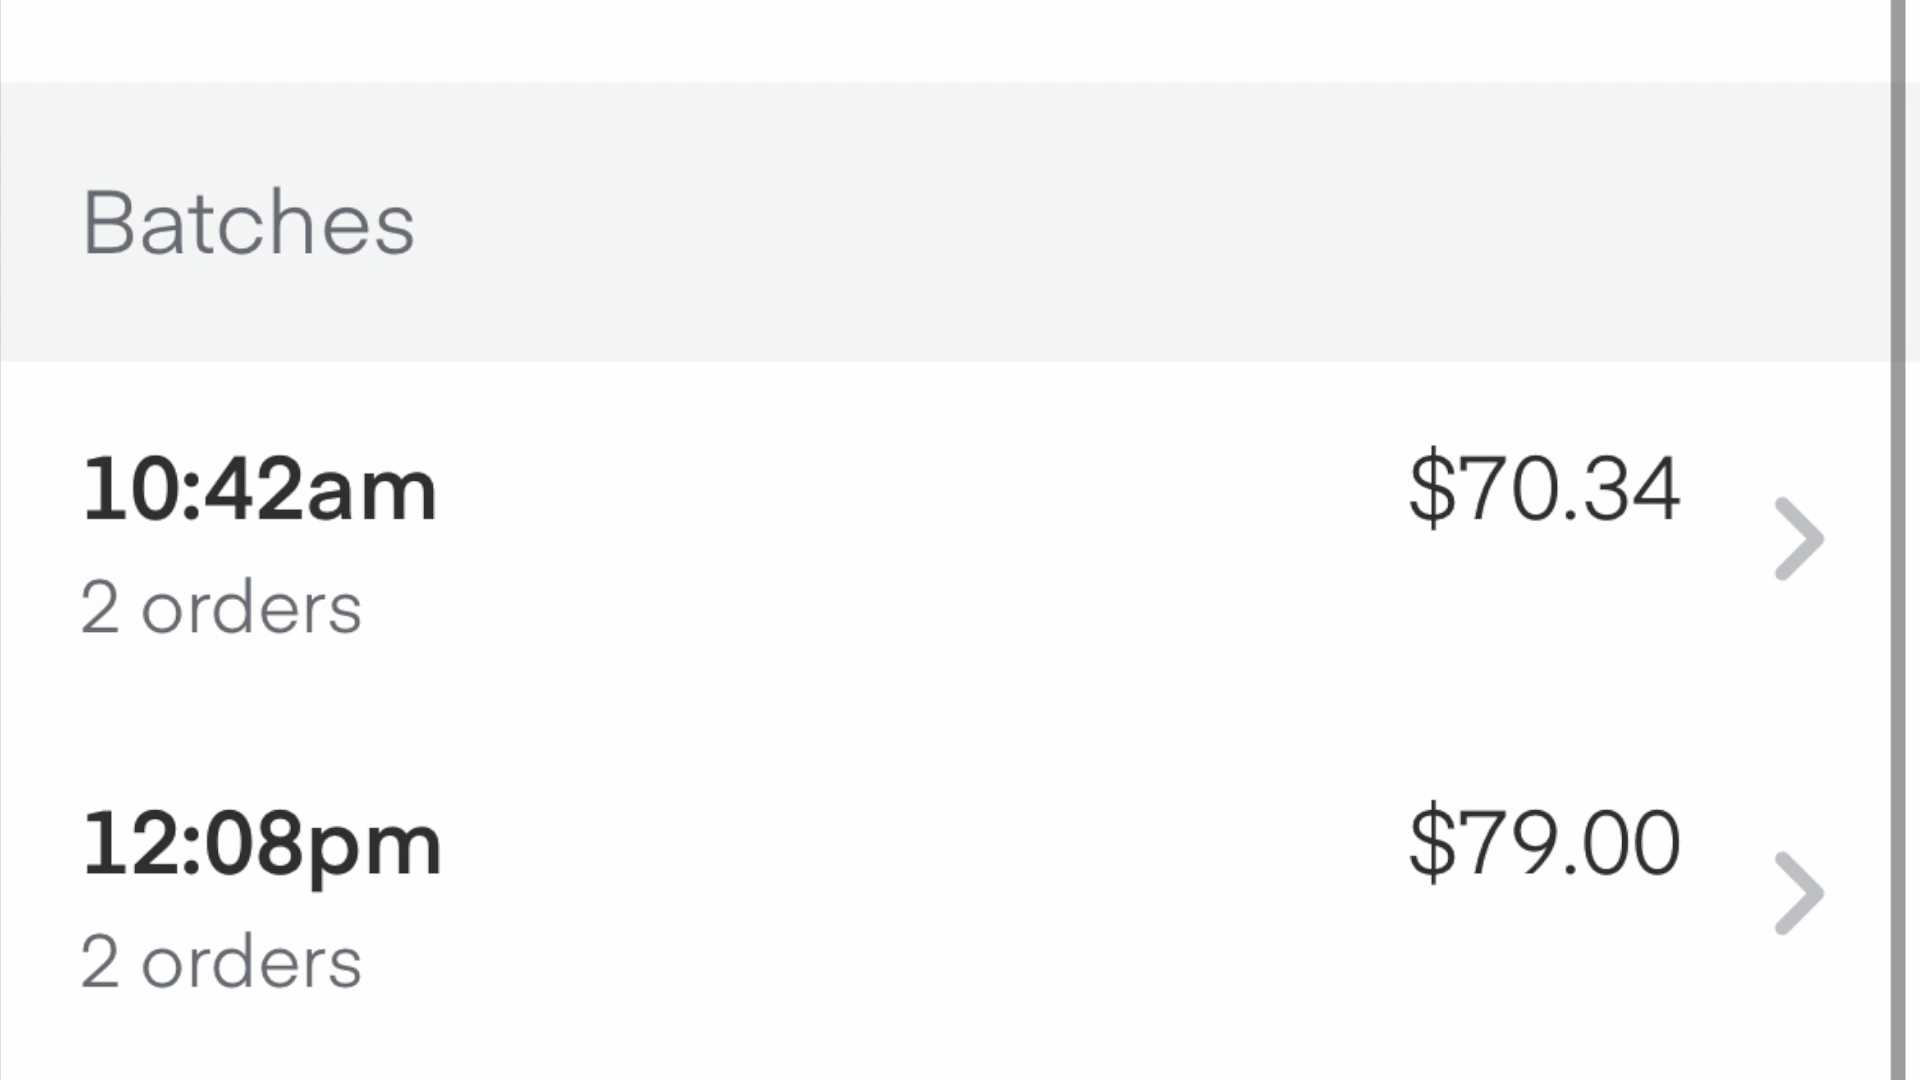 Batches
10:42am $70.34
2 orders
12:08pm $79.00
2 orders